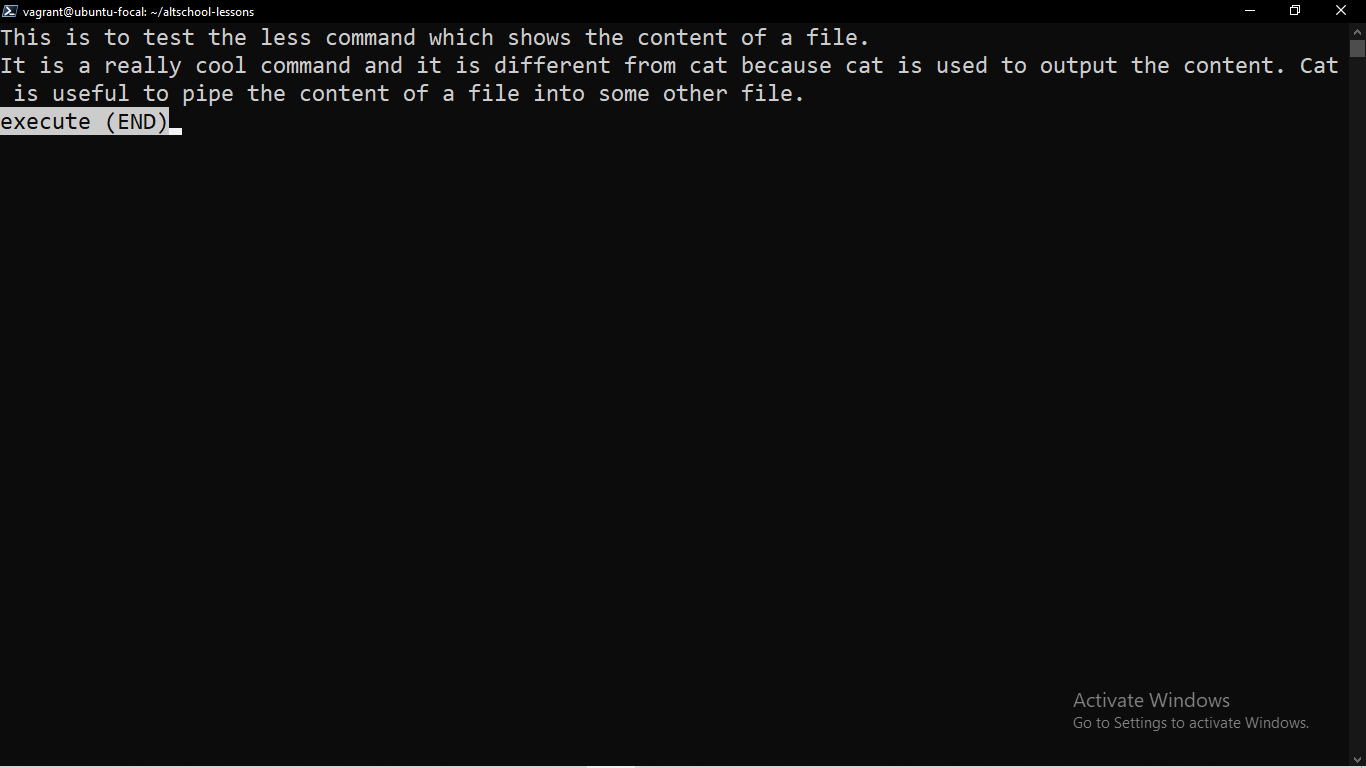 vagrant@ubuntu-focal: ~/altschool-lessons
This is to test the less command which shows the content of a file.
It is a really cool command and it is different from cat because cat is used to output the content. Cat
is useful to pipe the content of a file into some other file.
execute (END)
Activate Windows
Go to Settings to activate Windows.